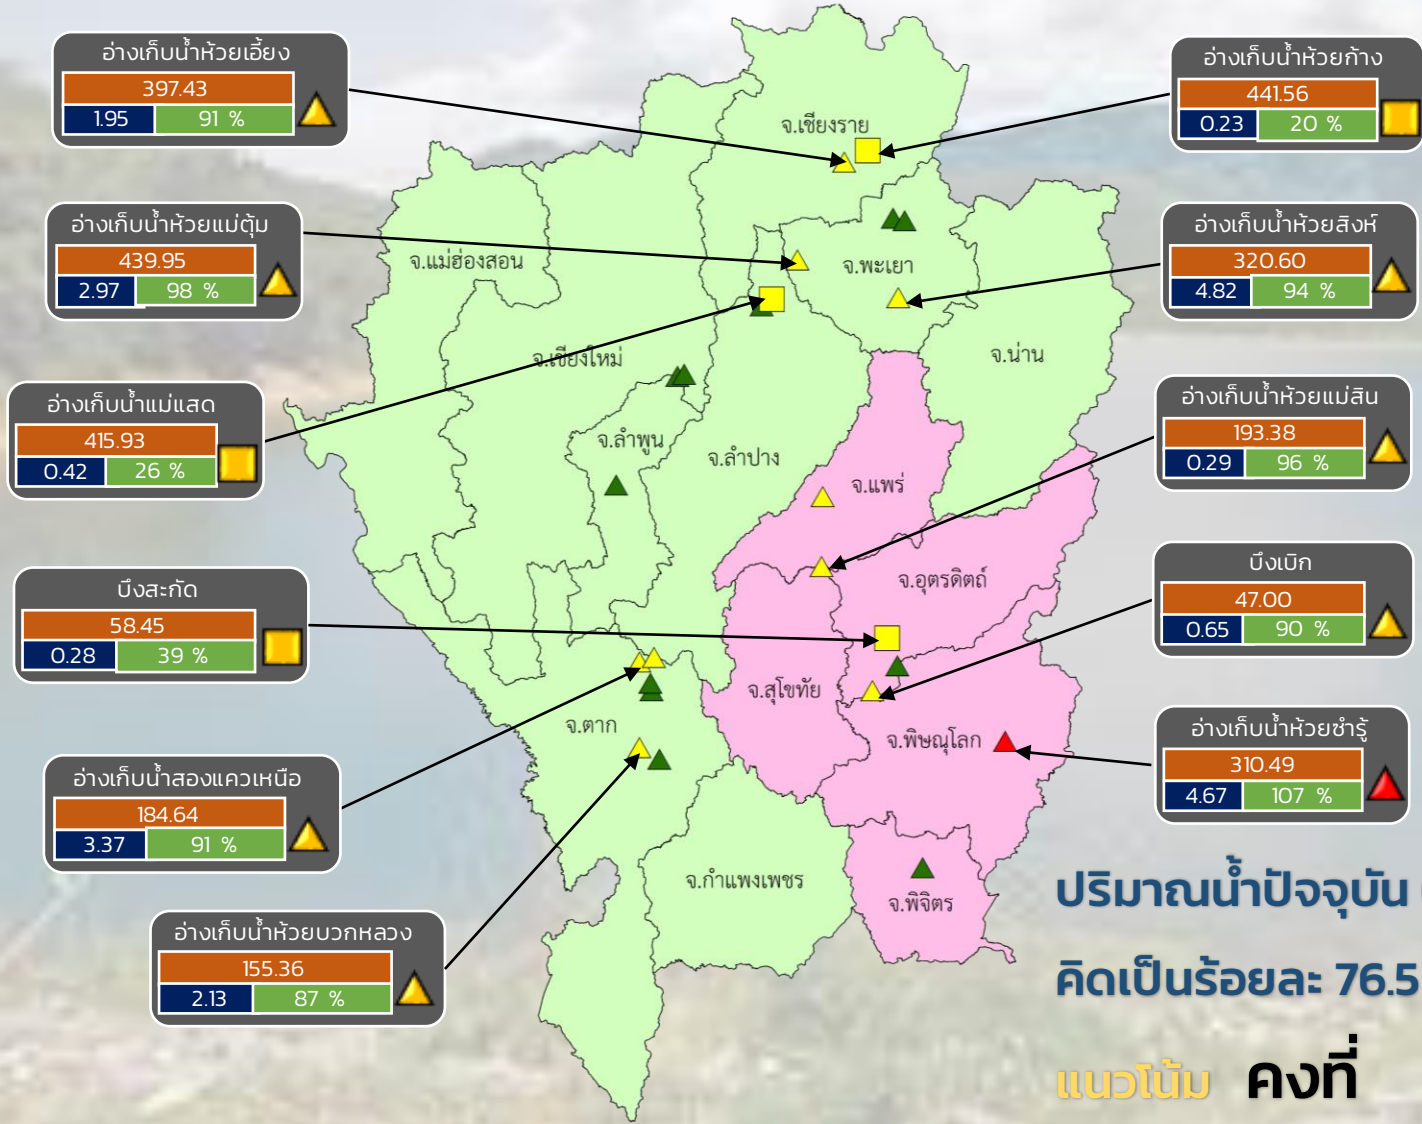 อ่างเก็บน้ำห้วยเอี้ยง
397.43
1.95 91 %
อ่างเก็บน้ำห้วยก้าง
441.56
0.23 20 %
อ่างเก็บน้ำห้วยแม่ตุ้ม
439.95
2.97 98 %
อ่างเก็บน้ำห้วยสิงห์
320.60
4.82 94 %
อ่างเก็บน้ำแม่แสด
415.93
0.42 26 %
อ่างเก็บน้ำห้วยแม่สิน
193.38
0.29 96 %
บึงสะกัด
58.45
0.28 39 %
บึงเบิก
47.00
0.65 90 %
อ่างเก็บน้ำสองแควเหนือ
184.64
3.37 91 %
อ่างเก็บน้ำห้วยซำรู้
310.49
4.67 107 %
อ่างเก็บน้ำห้วยบวกหลวง
155.36
2.13 87 %
จ.เชียงราย
จ.แม่ฮ่องสอน
จ.พะเยา
จ.เชียงใหม่
จ.น่าน
จ.ลำพูน
จ.ลำปาง
จ.แพร่
จ.อุตรดิตถ์
จ.สุโขทัย
จ.ตาก
จ.พิษณุโลก
จ.กำแพงเพชร
จ.พิจิตร
ปริมาณน้ำปัจจุบัน
คิดเป็นร้อยละ 76.5
แนวโน้ม คงที่